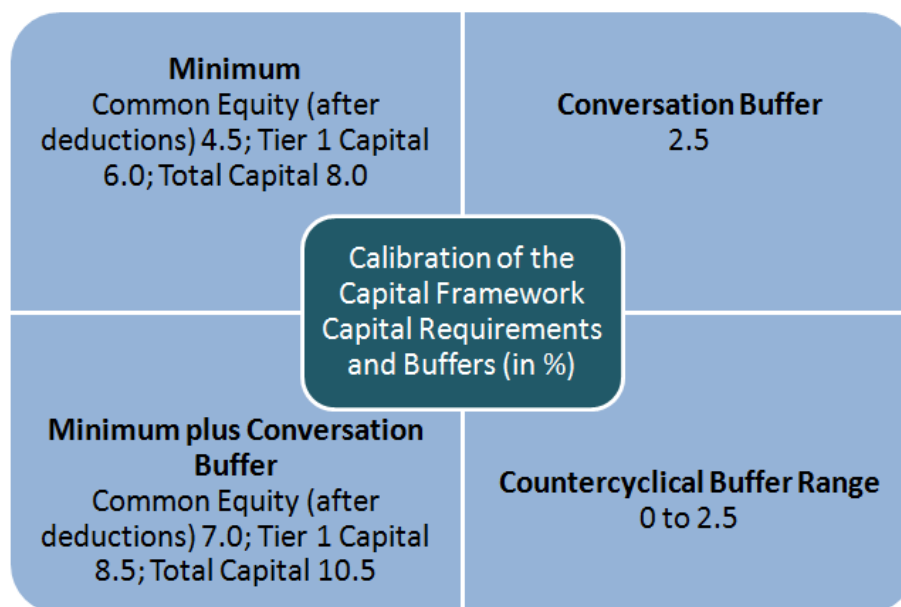 Minimum
Common Equity (after
deductions) 4.5; Tier 1 Capital
6.0; Total Capital 8.0
Conversation Buffer
2.5
Calibration of the
Capital Framework
Capital Requirements
and Buffers (in %)
Minimum plus Conversation
Buffer
Common Equity (after
deductions) 7.0; Tier 1 Capital
8.5; Total Capital 10.5
Countercyclical Buffer Range
0 to 2.5